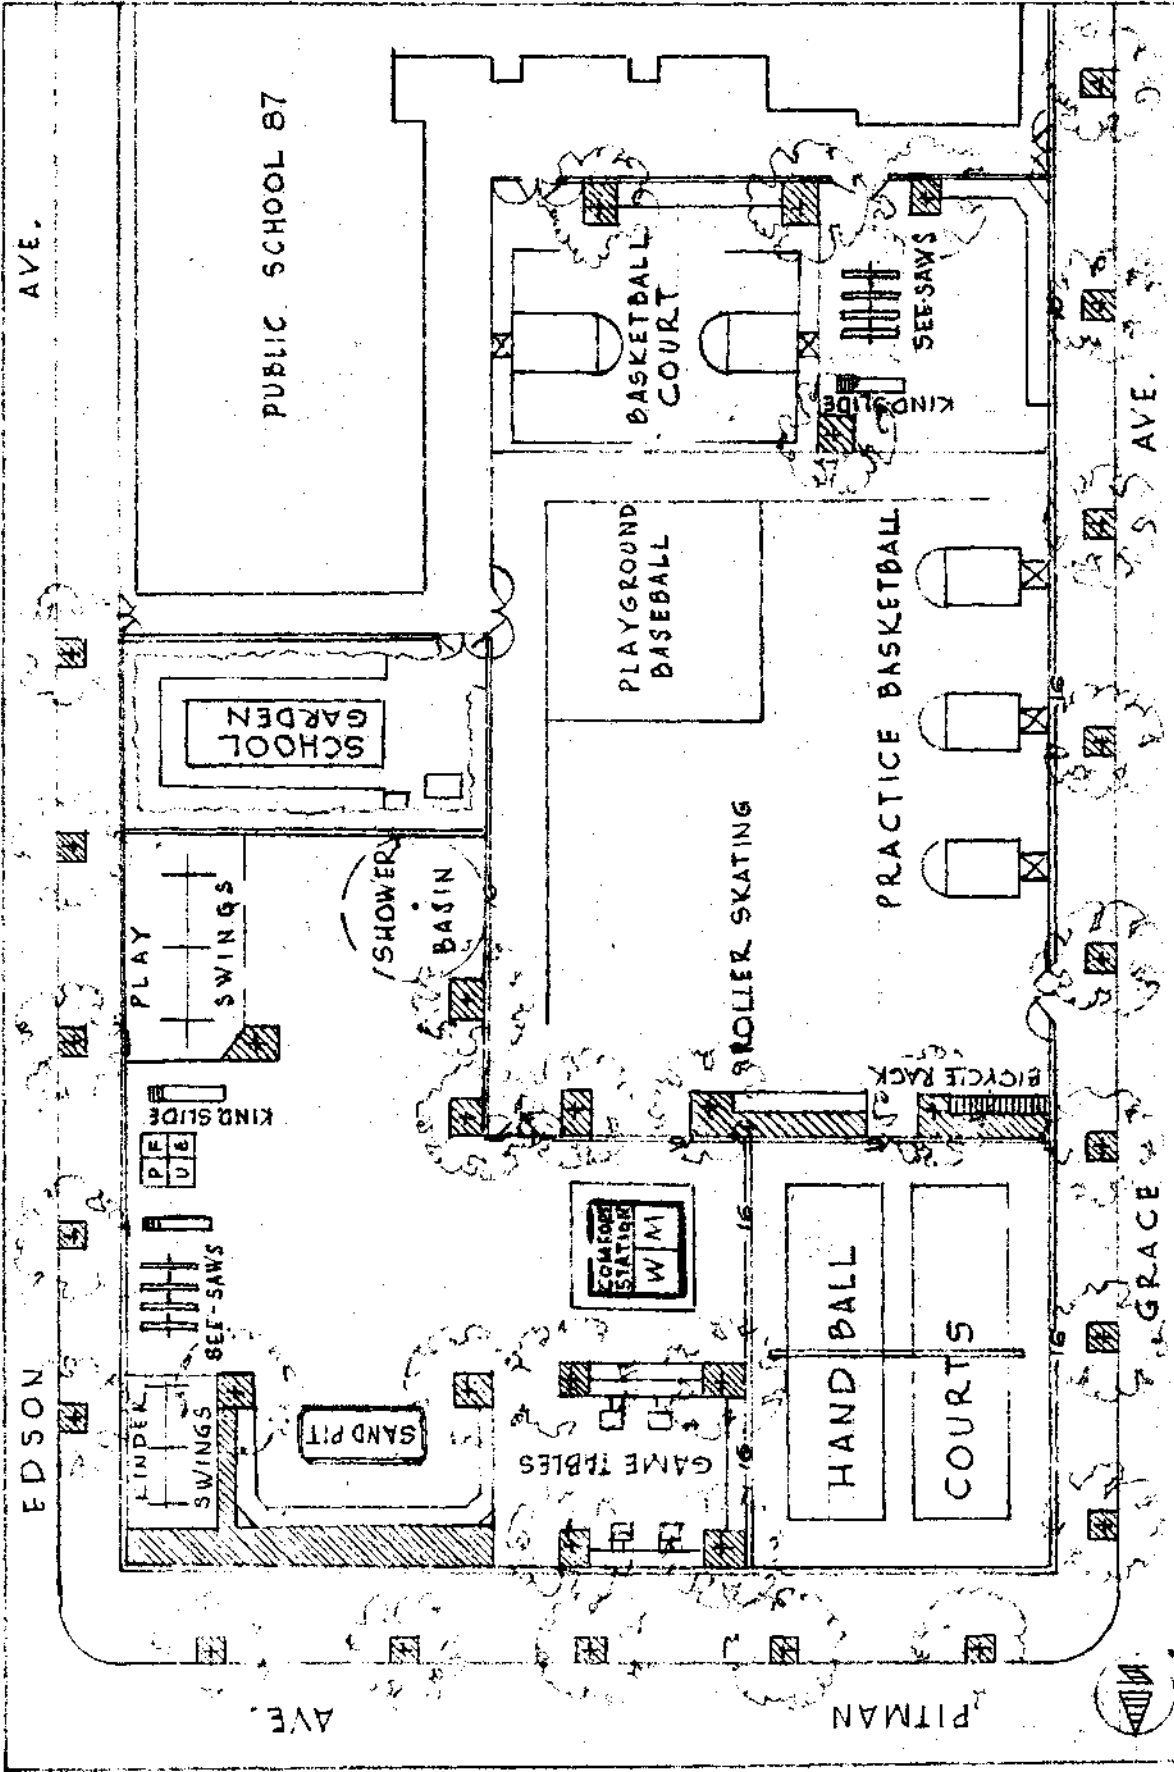 EDSON AVE.
PUBLIC SCHOOL 87
SCHOOL
GARDEN
PLAY
SWINGS
SHOWER
BASIN
KIND SLIDE
P E
U 8
SEE-SAWS
KINDER
SWINGS
SAND PIT
BASKETBALL
COURT
KIND SLIDE
SEE-SAWS
PLAYGROUND
BASEBALL
PRACTICE BASKETBALL
ROLLER SKATING
BICYCLE RACK
COMFORT
STATION
W M
GAME TABLES
HAND BALL
COURTS
16
16
16
16
GRACE AVE.
PITMAN AVE.